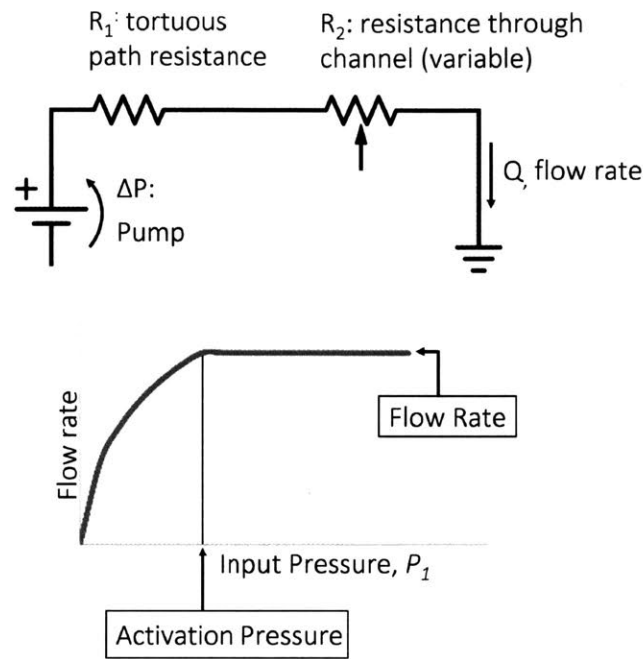 R₁: tortuous
path resistance
R₂: resistance through
channel (variable)
+
ΔP:
Pump
Q, flow rate
Flow rate
Flow Rate
Input Pressure, P₁
Activation Pressure